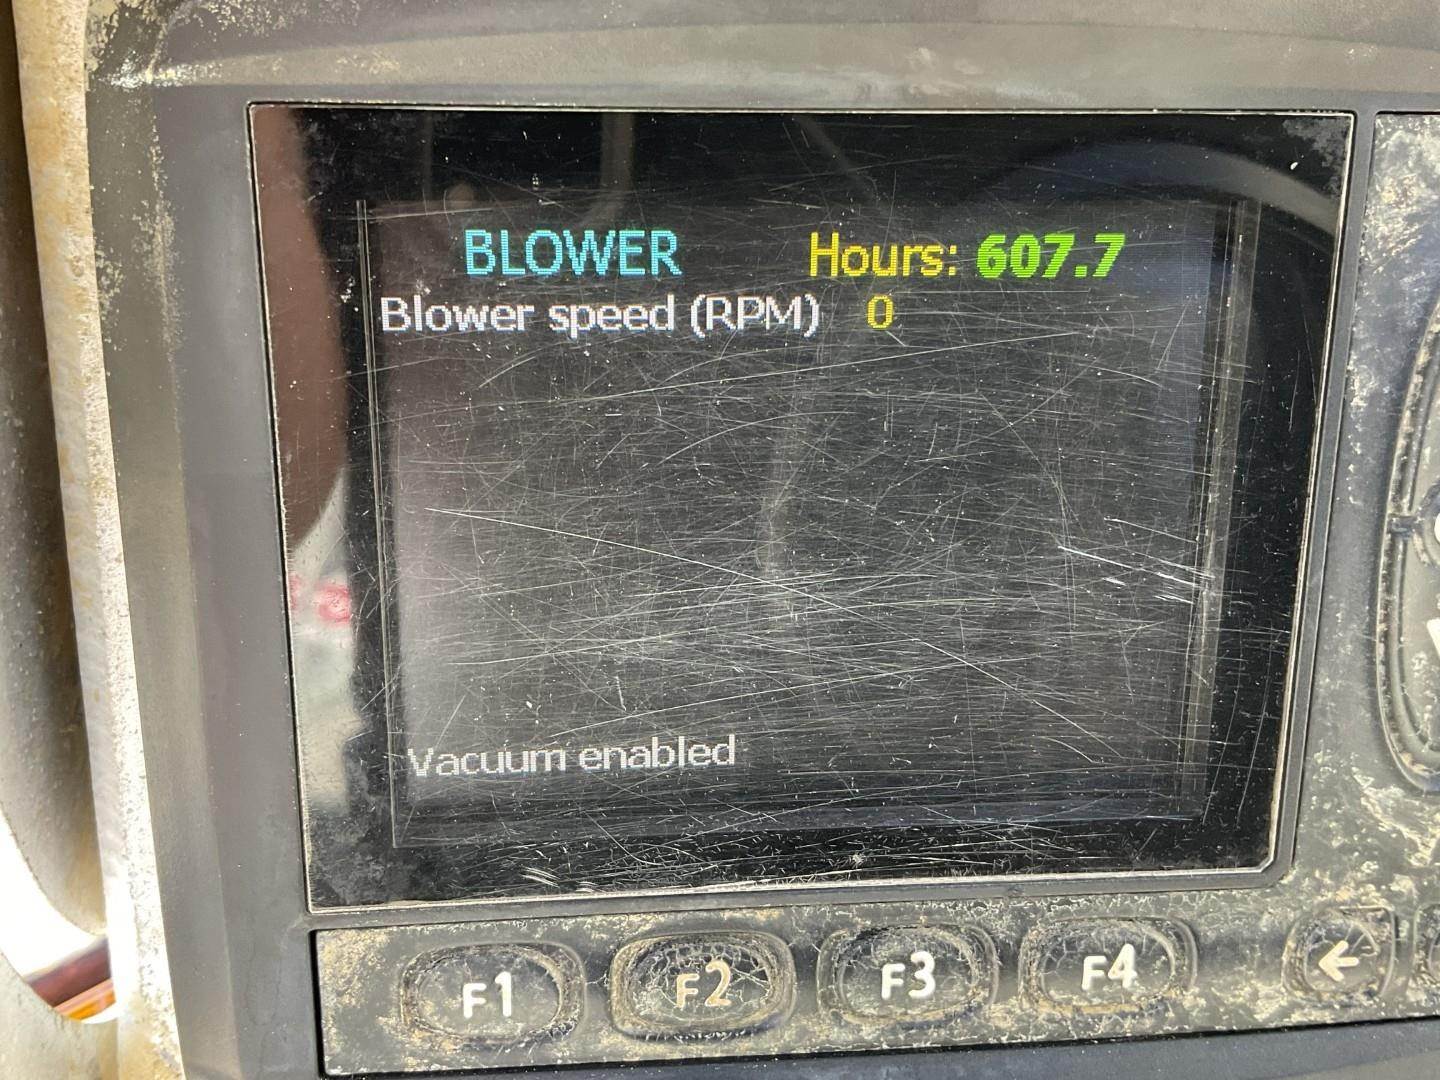 BLOWER Hours: 607.7
Blower speed (RPM) 0
Vacuum enabled
F1 F2 F3 F4 ←